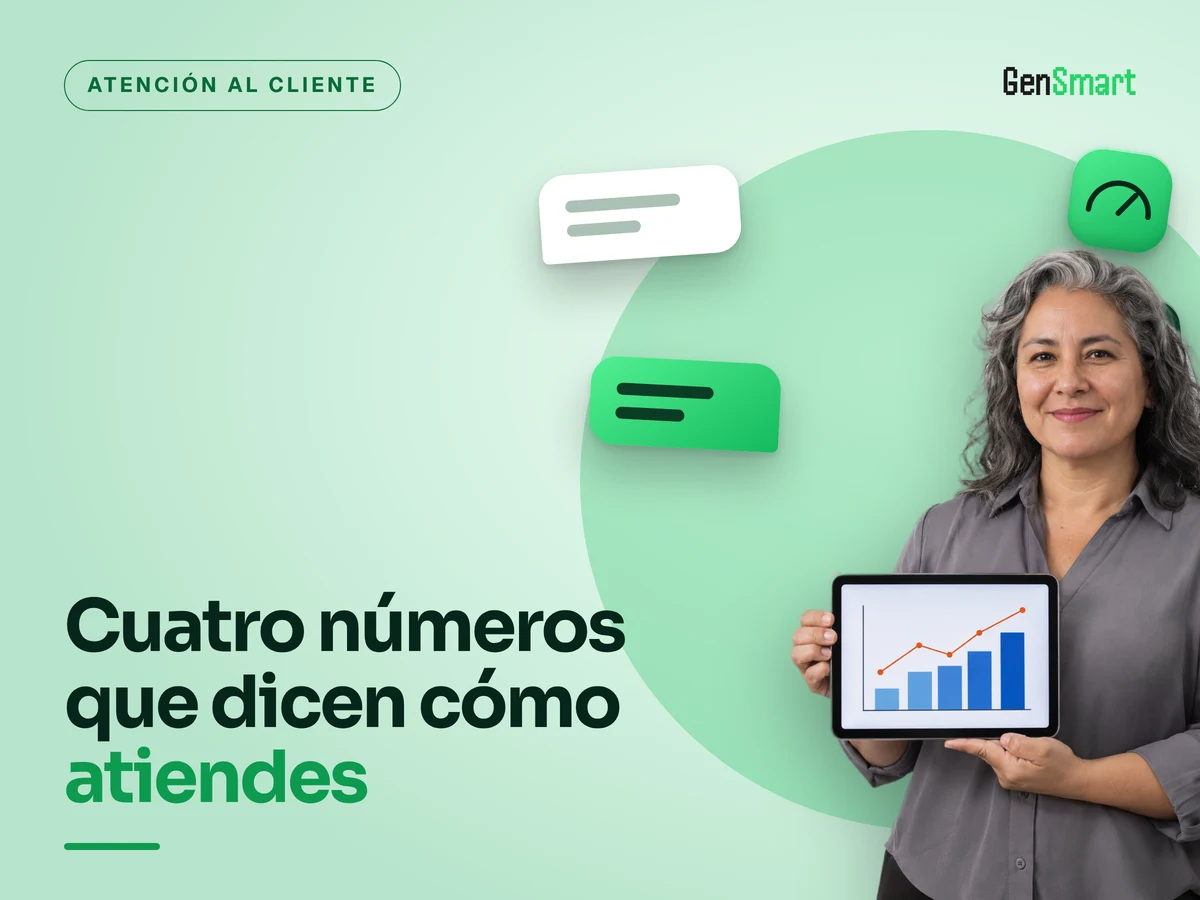 ATENCIÓN AL CLIENTE
GenSmart
Cuatro números
que dicen cómo
atiendes